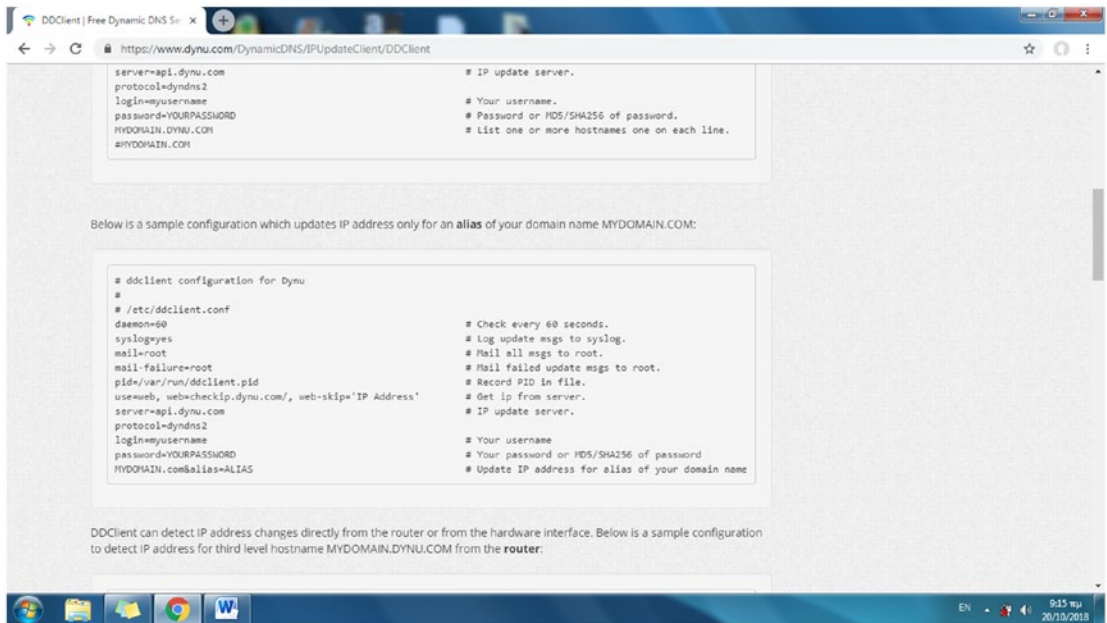 DDClient | Free Dynamic DNS Se
https://www.dynu.com/DynamicDNS/IPUpdateClient/DDClient
server=api.dynu.com # IP update server.
protocol=dyndns2
login=myusername # Your username.
password=YOURPASSWORD # Password or MD5/SHA256 of password.
MYDOMAIN.DYNU.COM # List one or more hostnames one on each line.
#MYDOMAIN.COM
Below is a sample configuration which updates IP address only for an alias of your domain name MYDOMAIN.COM:
# ddclient configuration for Dynu
#
# /etc/ddclient.conf
daemon=60 # Check every 60 seconds.
syslog=yes # Log update msgs to syslog.
mail=root # Mail all msgs to root.
mail-failure=root # Mail failed update msgs to root.
pid=/var/run/ddclient.pid # Record PID in file.
use=web, web=checkip.dynu.com/, web-skip='IP Address' # Get ip from server.
server=api.dynu.com # IP update server.
protocol=dyndns2
login=myusername # Your username
password=YOURPASSWORD # Your password or MD5/SHA256 of password
MYDOMAIN.com&alias=ALIAS # Update IP address for alias of your domain name
DDClient can detect IP address changes directly from the router or from the hardware interface. Below is a sample configuration
to detect IP address for third level hostname MYDOMAIN.DYNU.COM from the router:
EN
9:15 πμ
20/10/2018